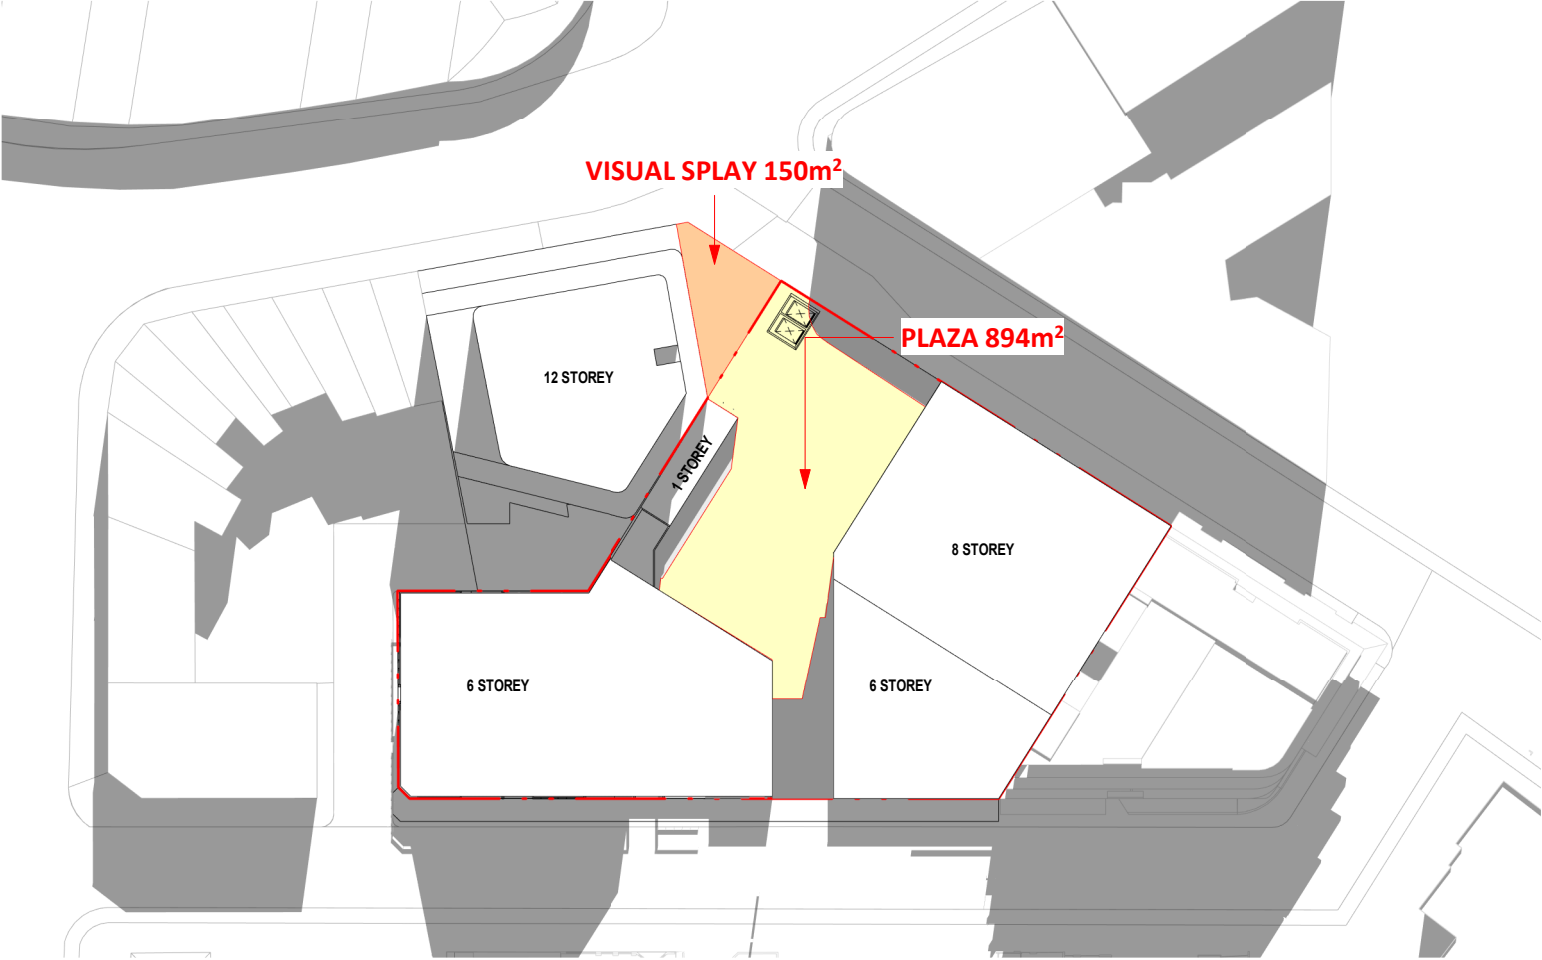 VISUAL SPLAY 150m²
PLAZA 894m²
12 STOREY
1 STOREY
8 STOREY
6 STOREY
6 STOREY